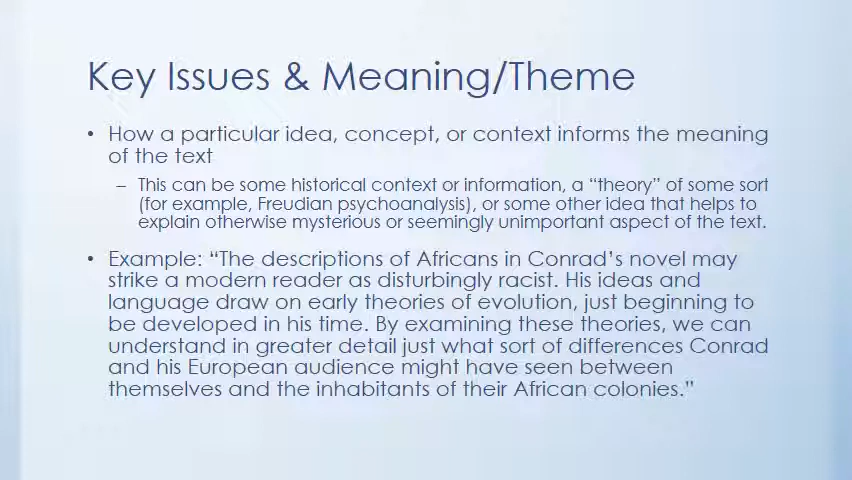 Key Issues & Meaning/Theme
• How a particular idea, concept, or context informs the meaning
of the text
– This can be some historical context or information, a “theory” of some sort
(for example, Freudian psychoanalysis), or some other idea that helps to
explain otherwise mysterious or seemingly unimportant aspect of the text.
• Example: “The descriptions of Africans in Conrad’s novel may
strike a modern reader as disturbingly racist. His ideas and
language draw on early theories of evolution, just beginning to
be developed in his time. By examining these theories, we can
understand in greater detail just what sort of differences Conrad
and his European audience might have seen between
themselves and the inhabitants of their African colonies.”